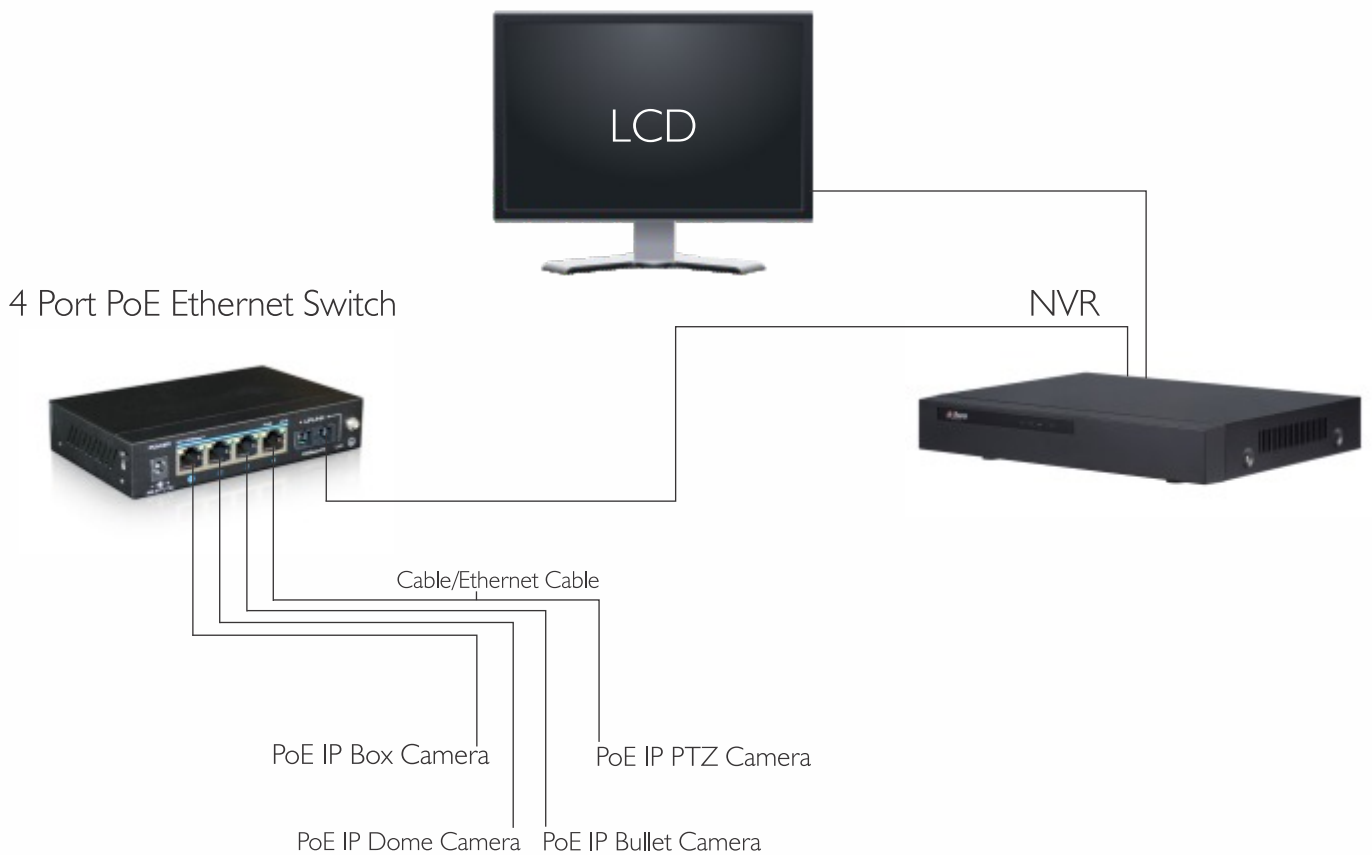 LCD
4 Port PoE Ethernet Switch
NVR
Cable/Ethernet Cable
PoE IP Box Camera
PoE IP PTZ Camera
PoE IP Dome Camera
PoE IP Bullet Camera